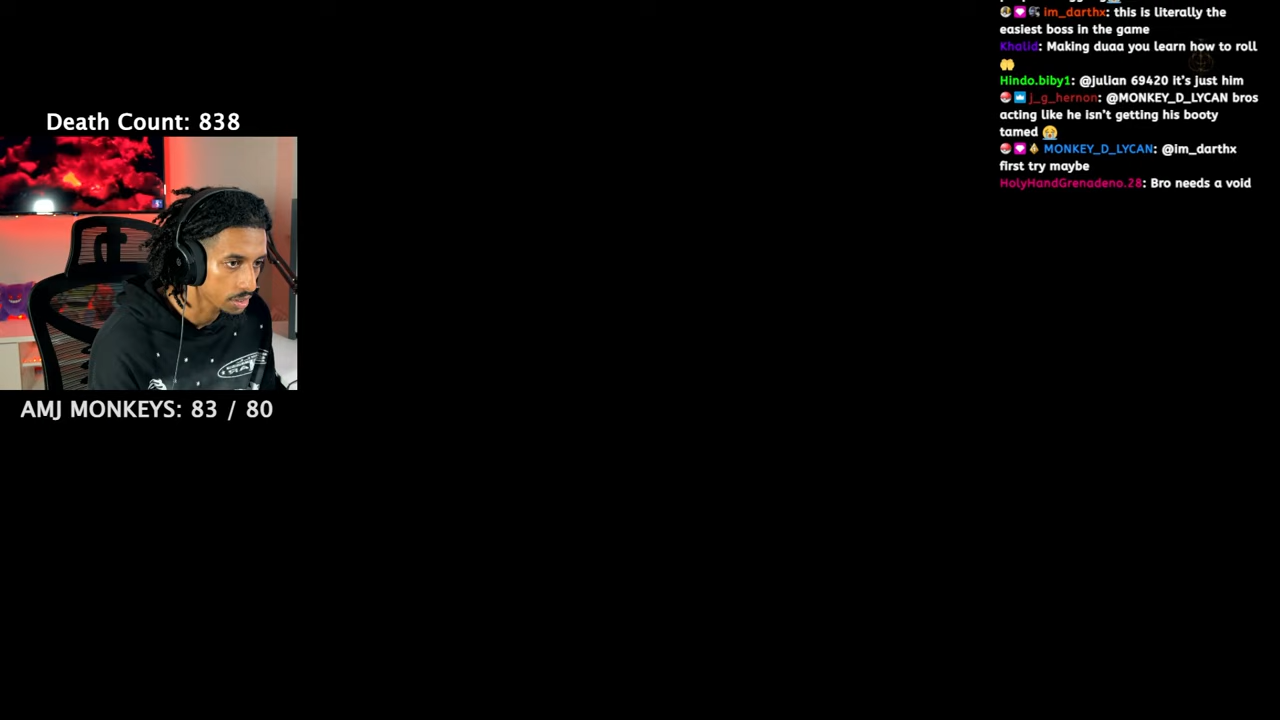 im_darthx: this is literally the
easiest boss in the game
Khalid: Making duaa you learn how to roll
🤲
Hindo.biby1: @julian 69420 it's just him
j_g_hernon: @MONKEY_D_LYCAN bros
acting like he isn't getting his booty
tamed 😭
MONKEY_D_LYCAN: @im_darthx
first try maybe
HolyHandGrenadeno.28: Bro needs a void
Death Count: 838
AMJ MONKEYS: 83 / 80